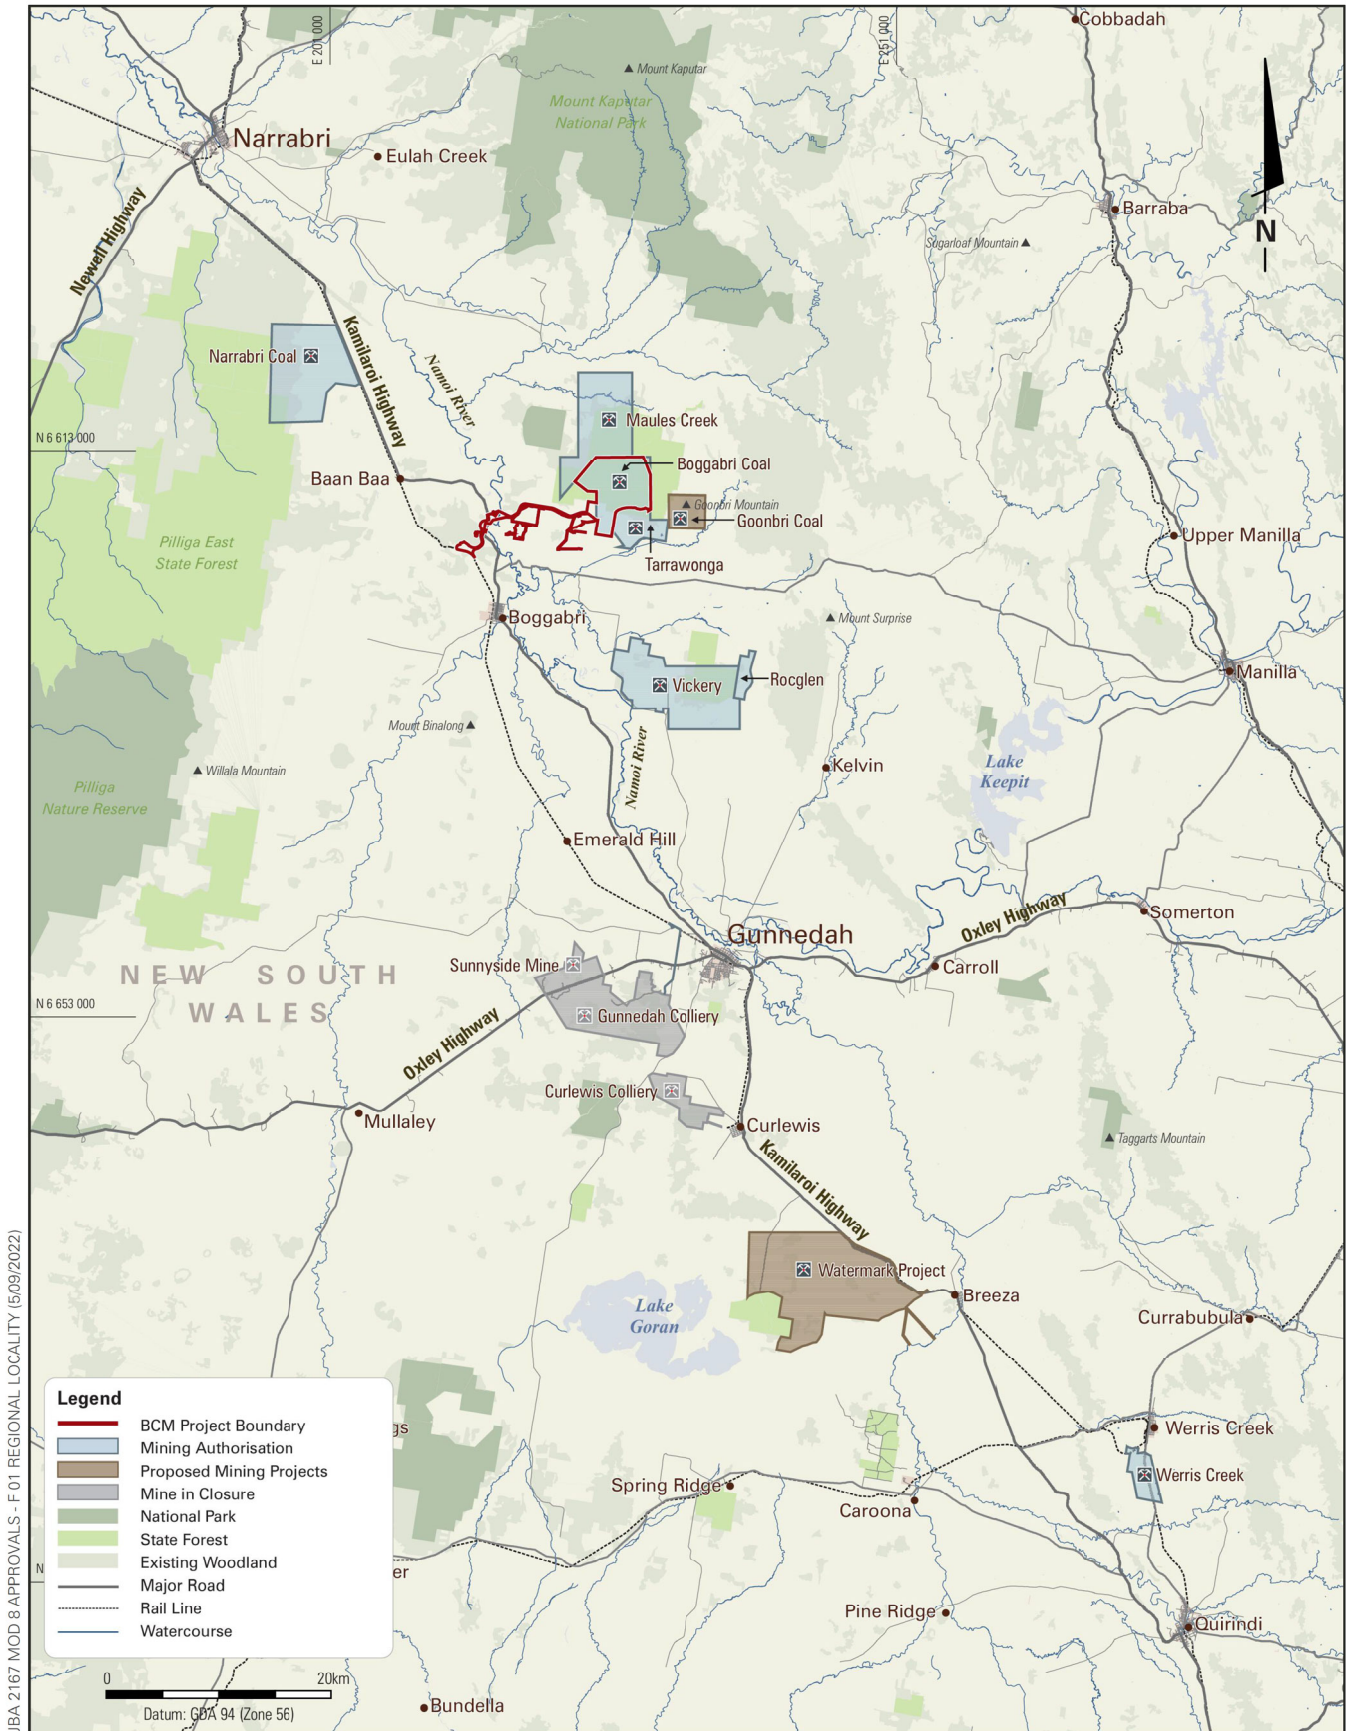 Cobbadah
E 201 000
E 251 000
Mount Kaputar
Mount Kaputar
National Park
Narrabri
Eulah Creek
Barraba
N
Sugarloaf Mountain
Newell Highway
Kamilaroi Highway
Narrabri Coal
Namoi River
Maules Creek
N 6 613 000
Boggabri Coal
Baan Baa
Goonbri Mountain
Goonbri Coal
Upper Manilla
Pilliga East
State Forest
Tarrawonga
Boggabri
Mount Surprise
Manilla
Vickery
Rocglen
Mount Binalong
Namoi River
Kelvin
Willala Mountain
Lake
Keepit
Pilliga
Nature Reserve
Emerald Hill
Oxley Highway
Somerton
Gunnedah
Sunnyside Mine
Carroll
NEW SOUTH
WALES
N 6 653 000
Gunnedah Colliery
Oxley Highway
Curlewis Colliery
Mullaley
Curlewis
Taggarts Mountain
Kamilaroi Highway
Watermark Project
Breeza
Lake
Goran
Currabubula
Legend
BCM Project Boundary
Mining Authorisation
Proposed Mining Projects
Mine in Closure
National Park
State Forest
Existing Woodland
Major Road
Rail Line
Watercourse
gs
Werris Creek
Werris Creek
Spring Ridge
Caroona
N
er
Pine Ridge
Quirindi
0 20km
Datum: GDA 94 (Zone 56)
Bundella
JBA 2167 MOD 8 APPROVALS - F 01 REGIONAL LOCALITY (5/09/2022)